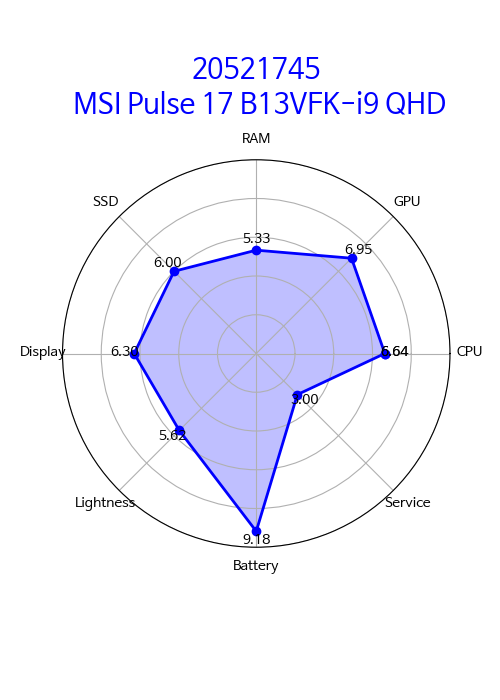 20521745
MSI Pulse 17 B13VFK-i9 QHD
RAM
SSD
GPU
5.33
6.00
6.95
Display
6.30
6.64
CPU
3.00
5.62
Lightness
Service
9.18
Battery